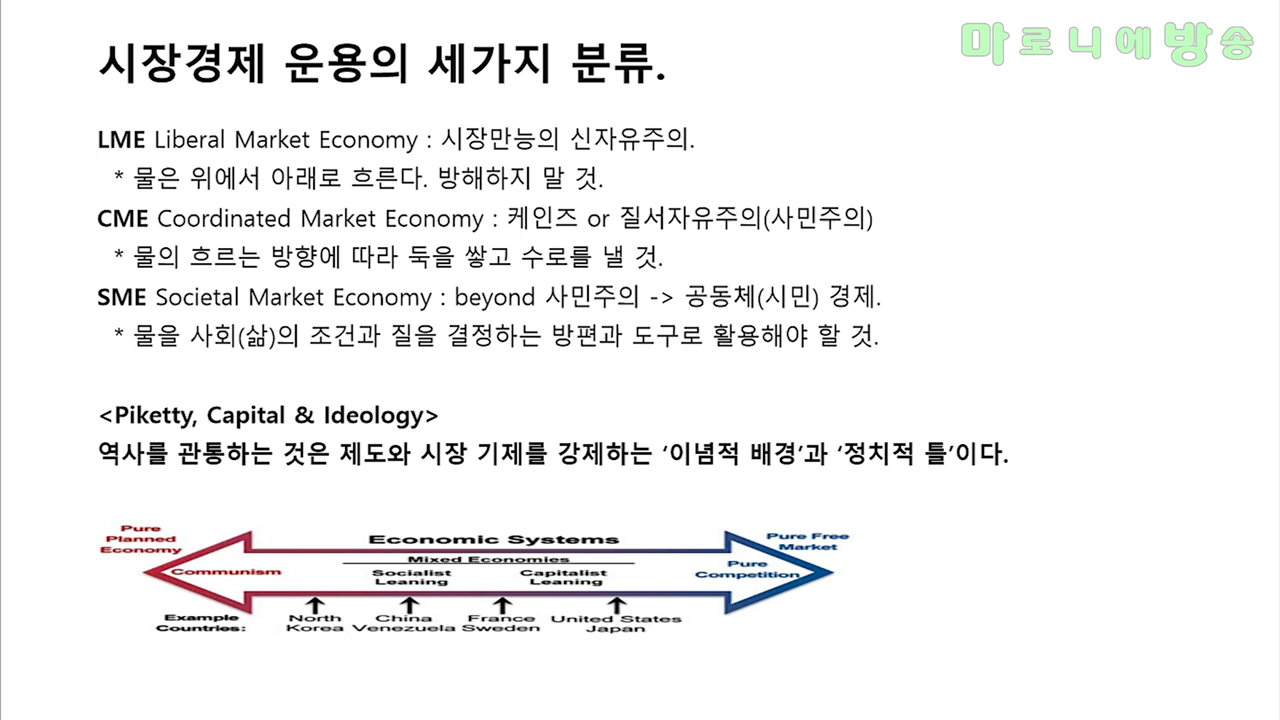 마로니에방송
시장경제 운용의 세가지 분류.
LME Liberal Market Economy : 시장만능의 신자유주의.
* 물은 위에서 아래로 흐른다. 방해하지 말 것.
CME Coordinated Market Economy : 케인즈 or 질서자유주의(사민주의)
* 물의 흐르는 방향에 따라 둑을 쌓고 수로를 낼 것.
SME Societal Market Economy : beyond 사민주의 -> 공동체(시민) 경제.
* 물을 사회(삶)의 조건과 질을 결정하는 방편과 도구로 활용해야 할 것.
<Piketty, Capital & Ideology>
역사를 관통하는 것은 제도와 시장 기제를 강제하는 ‘이념적 배경’과 ‘정치적 틀’이다.
Pure
Planned
Economy
Communism
Economic Systems
Mixed Economies
Socialist
Leaning
Capitalist
Leaning
Pure Free
Market
Pure
Competition
Example
Countries:
North
Korea
China
Venezuela
France
Sweden
United States
Japan